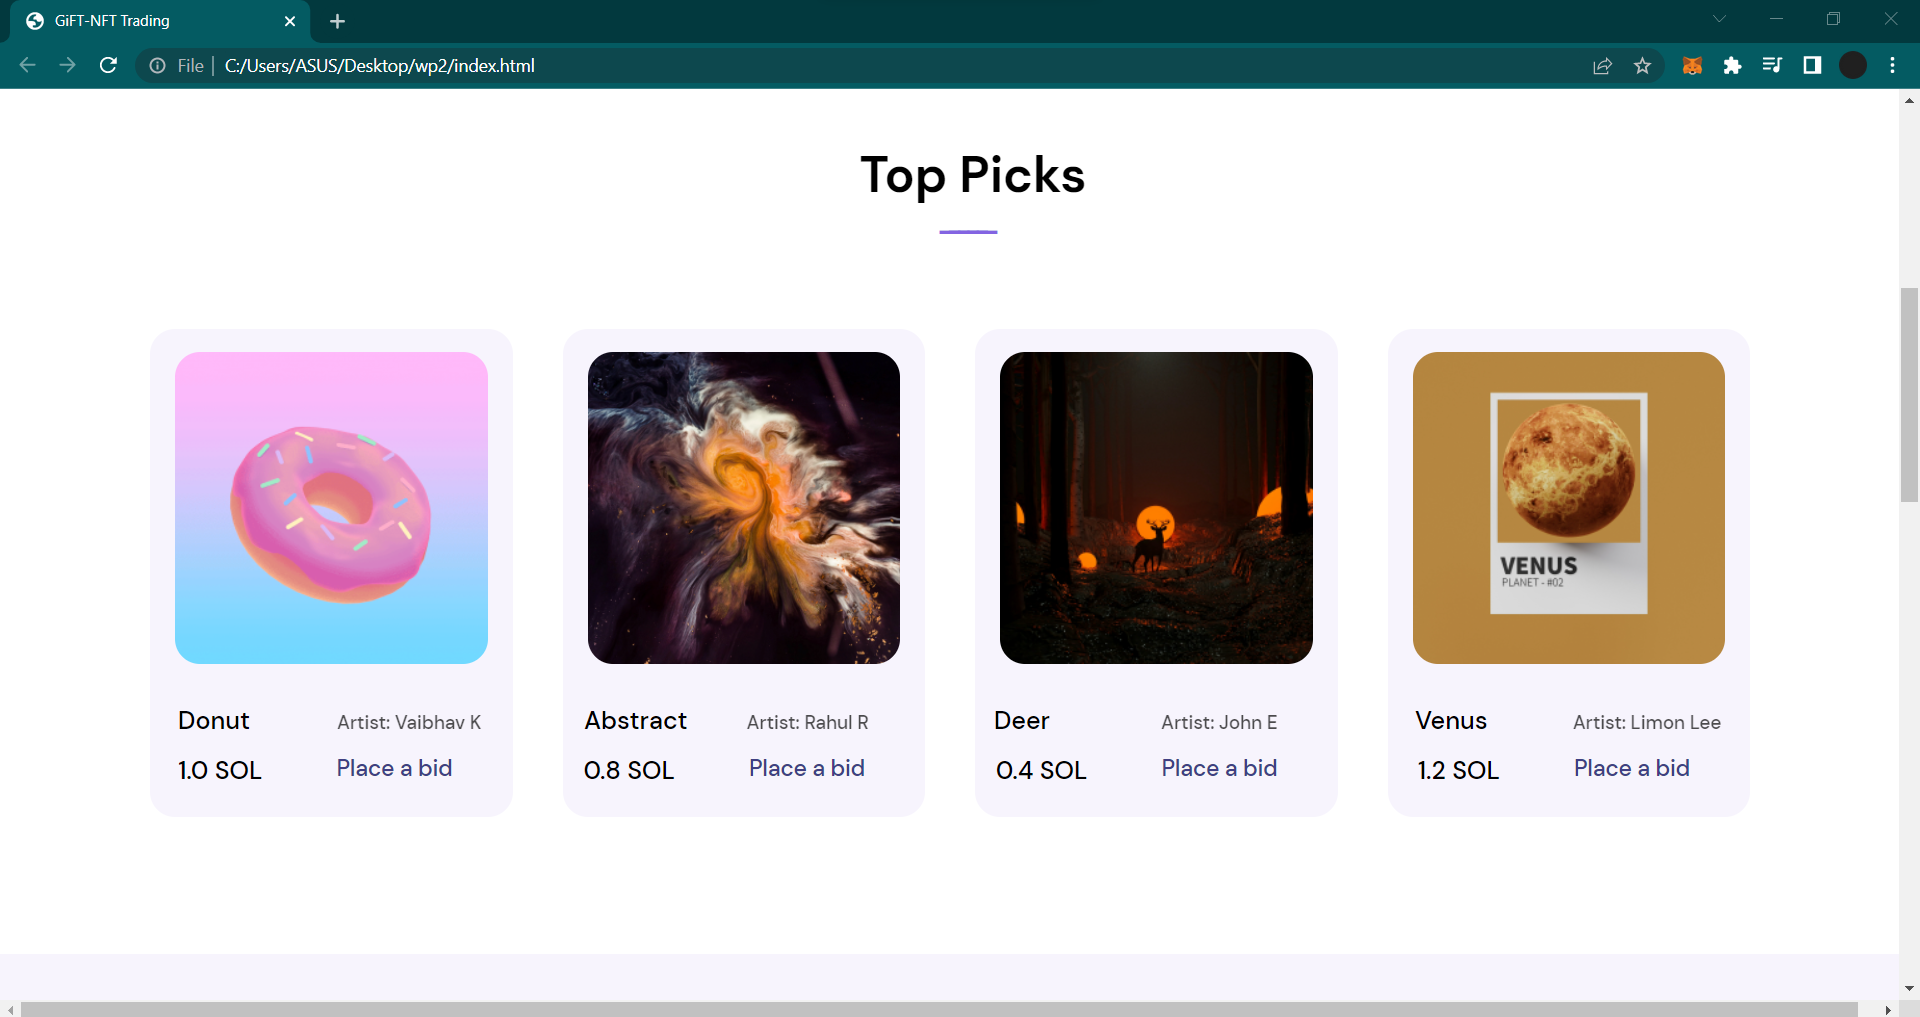 GiFT-NFT Trading
File | C:/Users/ASUS/Desktop/wp2/index.html
Top Picks
VENUS
PLANET - #02
Donut Artist: Vaibhav K
1.0 SOL Place a bid
Abstract Artist: Rahul R
0.8 SOL Place a bid
Deer Artist: John E
0.4 SOL Place a bid
Venus Artist: Limon Lee
1.2 SOL Place a bid